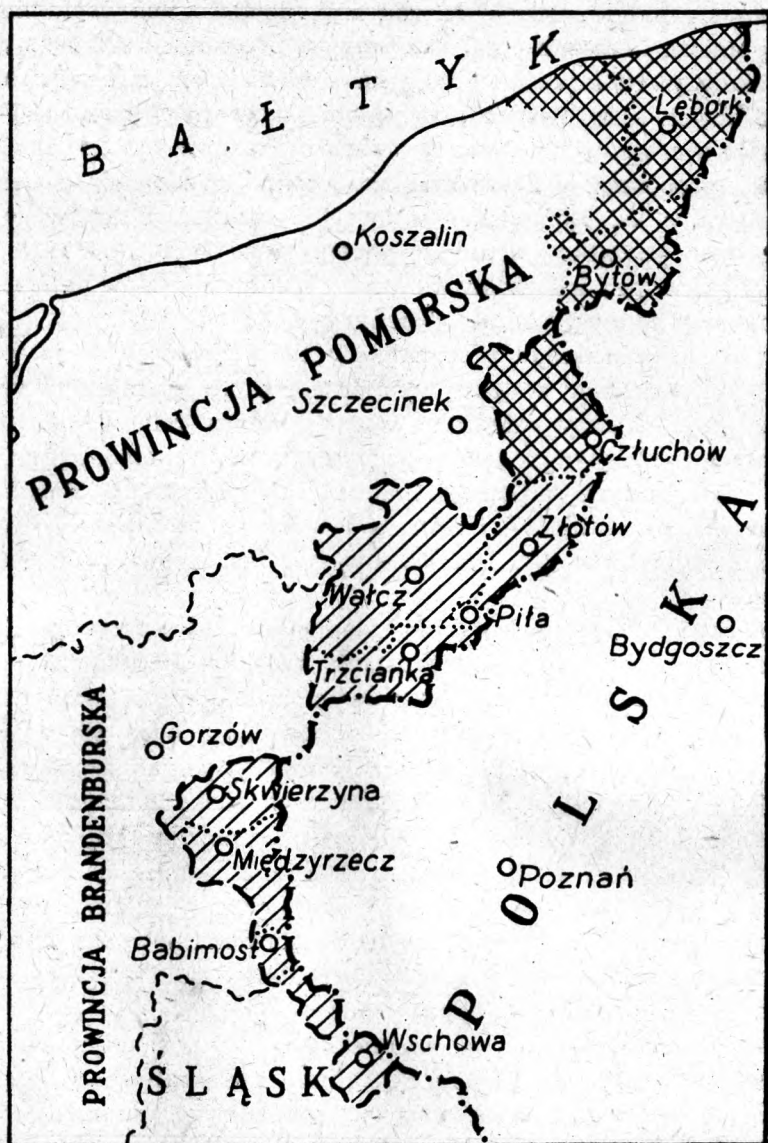 BAŁTYK
Lębork
Koszalin
Bytów
PROWINCJA POMORSKA
Szczecinek
Człuchów
Złotów
Wałcz
Piła
Bydgoszcz
Trzcianka
PROWINCJA BRANDENBURSKA
Gorzów
Skwierzyna
Międzyrzecz
Poznań
POLSKA
Babimost
Wschowa
ŚLĄSK